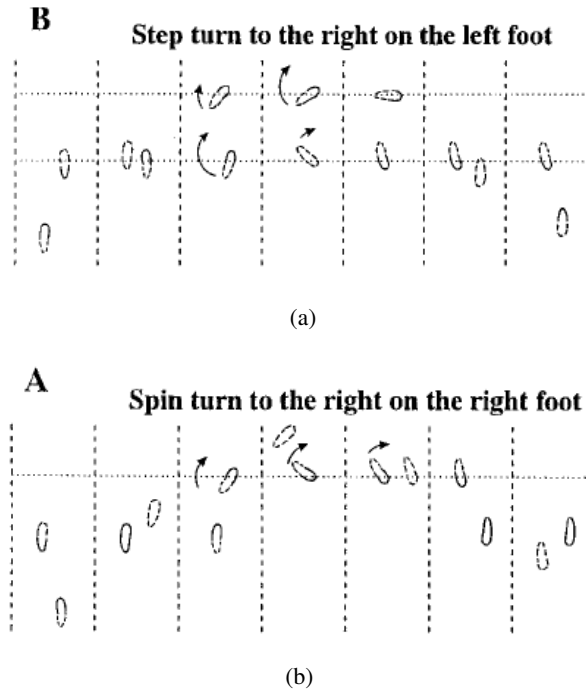 B
Step turn to the right on the left foot
(a)
A
Spin turn to the right on the right foot
(b)